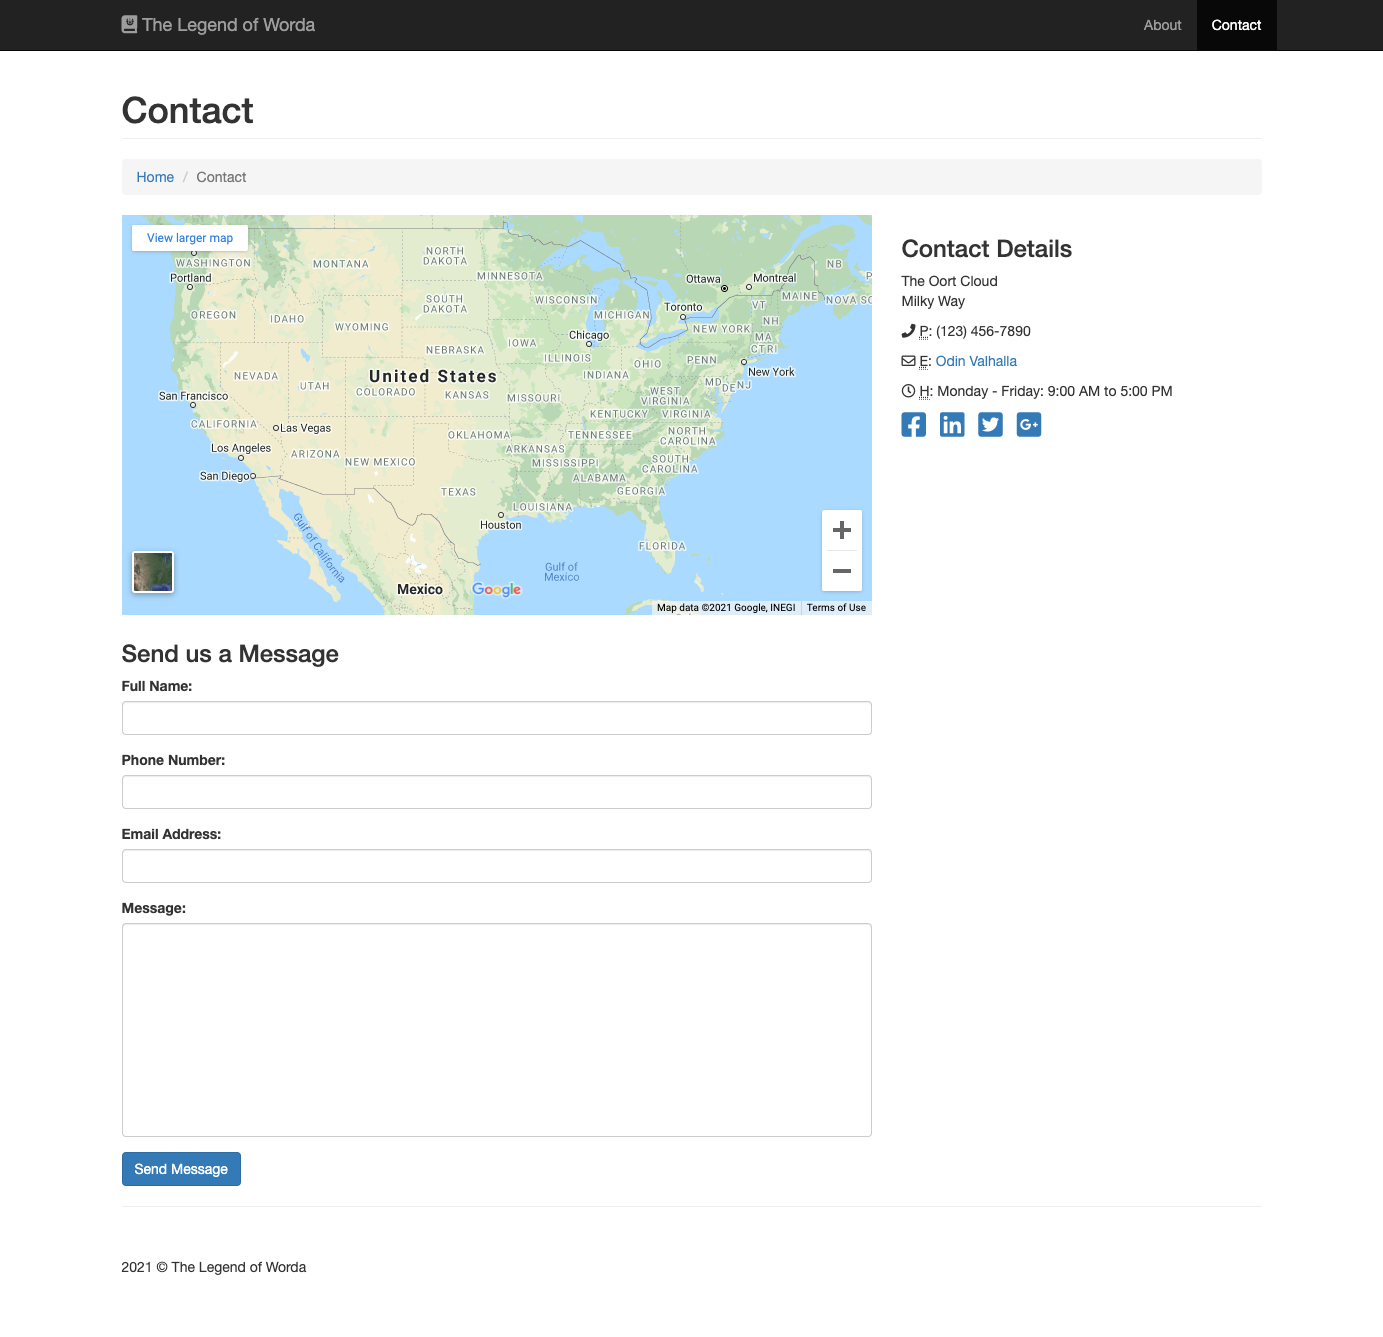 The Legend of Worda
About
Contact
Contact
Home / Contact
View larger map
WASHINGTON
Portland
MONTANA
NORTH
DAKOTA
MINNESOTA
Ottawa
Montreal
NB
PE
MAINE
NOVA SC
OREGON
IDAHO
SOUTH
DAKOTA
WISCONSIN
MICHIGAN
Toronto
VT
NH
NEW YORK
MA
CT RI
WYOMING
Chicago
IOWA
NEBRASKA
ILLINOIS
INDIANA
OHIO
PENN
New York
NEVADA
UTAH
United States
COLORADO
KANSAS
MISSOURI
WEST
VIRGINIA
MD
DE
NJ
San Francisco
KENTUCKY
VIRGINIA
CALIFORNIA
Las Vegas
OKLAHOMA
TENNESSEE
NORTH
CAROLINA
Los Angeles
ARIZONA
NEW MEXICO
ARKANSAS
MISSISSIPPI
SOUTH
CAROLINA
San Diego
ALABAMA
GEORGIA
TEXAS
LOUISIANA
Houston
Gulf of California
FLORIDA
Gulf of
Mexico
Mexico
Google
Map data ©2021 Google, INEGI
Terms of Use
Contact Details
The Oort Cloud
Milky Way
P: (123) 456-7890
E: Odin Valhalla
H: Monday - Friday: 9:00 AM to 5:00 PM
Send us a Message
Full Name:
Phone Number:
Email Address:
Message:
Send Message
2021 © The Legend of Worda